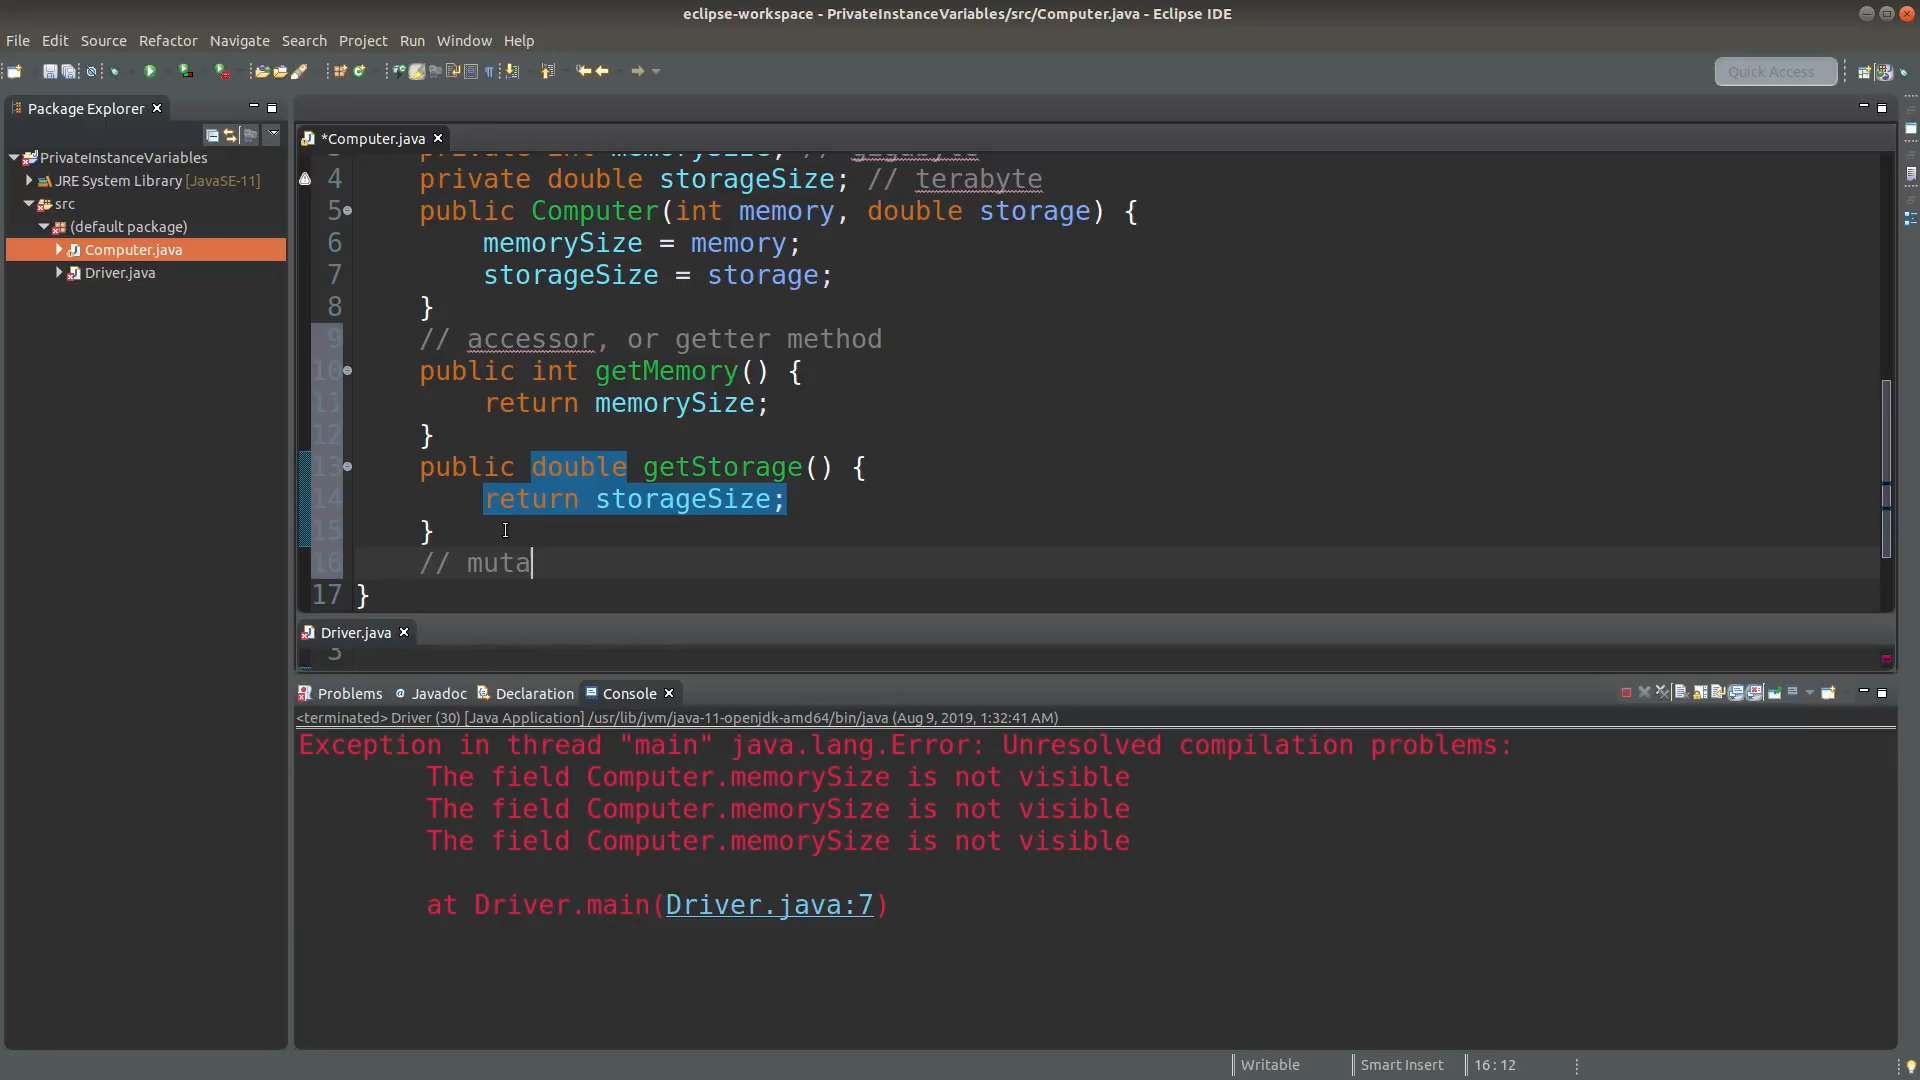 eclipse-workspace - PrivateInstanceVariables/src/Computer.java - Eclipse IDE
File Edit Source Refactor Navigate Search Project Run Window Help
Quick Access
Package Explorer
PrivateInstanceVariables
JRE System Library [JavaSE-11]
src
(default package)
Computer.java
Driver.java
*Computer.java
private int memorySize; // gigabyte
4 private double storageSize; // terabyte
5 public Computer(int memory, double storage) {
6 memorySize = memory;
7 storageSize = storage;
8 }
9 // accessor, or getter method
10 public int getMemory() {
11 return memorySize;
12 }
13 public double getStorage() {
14 return storageSize;
15 }
16 // muta
17 }
Driver.java
3
Problems @ Javadoc Declaration Console
<terminated> Driver (30) [Java Application] /usr/lib/jvm/java-11-openjdk-amd64/bin/java (Aug 9, 2019, 1:32:41 AM)
Exception in thread "main" java.lang.Error: Unresolved compilation problems:
The field Computer.memorySize is not visible
The field Computer.memorySize is not visible
The field Computer.memorySize is not visible
at Driver.main(Driver.java:7)
Writable Smart Insert 16 : 12